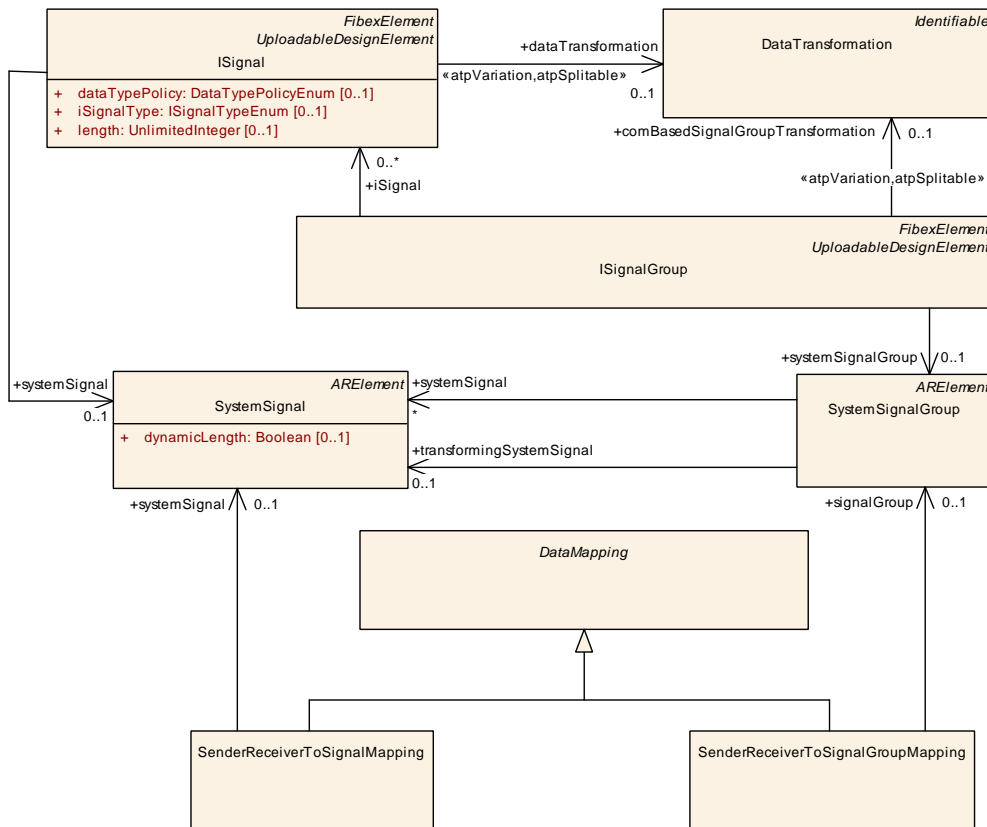 FibexElement
UploadableDesignElement
ISignal
+ dataTypePolicy: DataTypePolicyEnum [0..1]
+ iSignalType: ISignalTypeEnum [0..1]
+ length: UnlimitedInteger [0..1]
Identifiable
DataTransformation
+dataTransformation
«atpVariation,atpSplitable»
0..1
+comBasedSignalGroupTransformation
0..1
0..*
+iSignal
«atpVariation,atpSplitable»
FibexElement
UploadableDesignElement
ISignalGroup
+systemSignalGroup
0..1
+systemSignal
0..1
ARElement
SystemSignal
+ dynamicLength: Boolean [0..1]
+systemSignal
*
+transformingSystemSignal
0..1
ARElement
SystemSignalGroup
+systemSignal
0..1
+signalGroup
0..1
DataMapping
SenderReceiverToSignalMapping
SenderReceiverToSignalGroupMapping